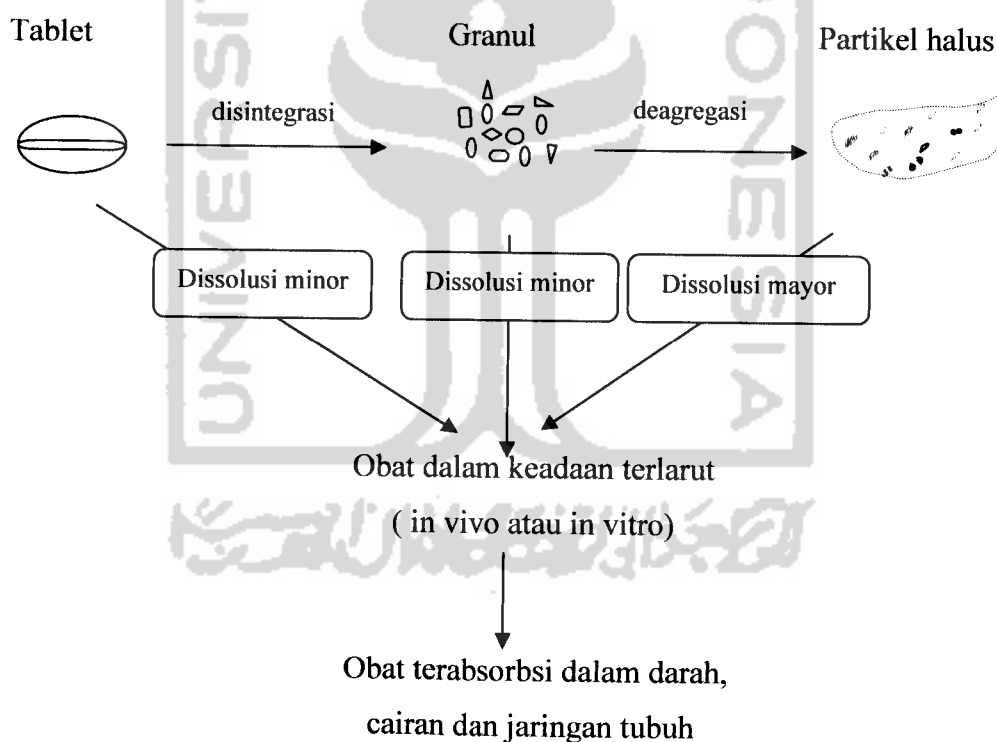 Tablet
Granul
Partikel halus
disintegrasi
deagregasi
Dissolusi minor
Dissolusi minor
Dissolusi mayor
Obat dalam keadaan terlarut
( in vivo atau in vitro)
Obat terabsorbsi dalam darah,
cairan dan jaringan tubuh